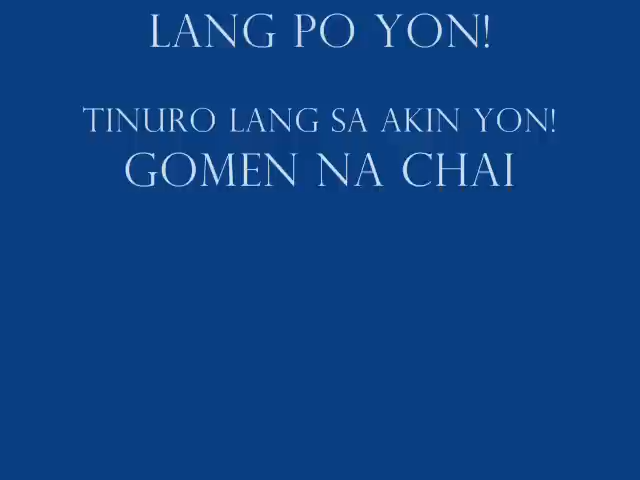 LANG PO YON!
TINURO LANG SA AKIN YON!
GOMEN NA CHAI